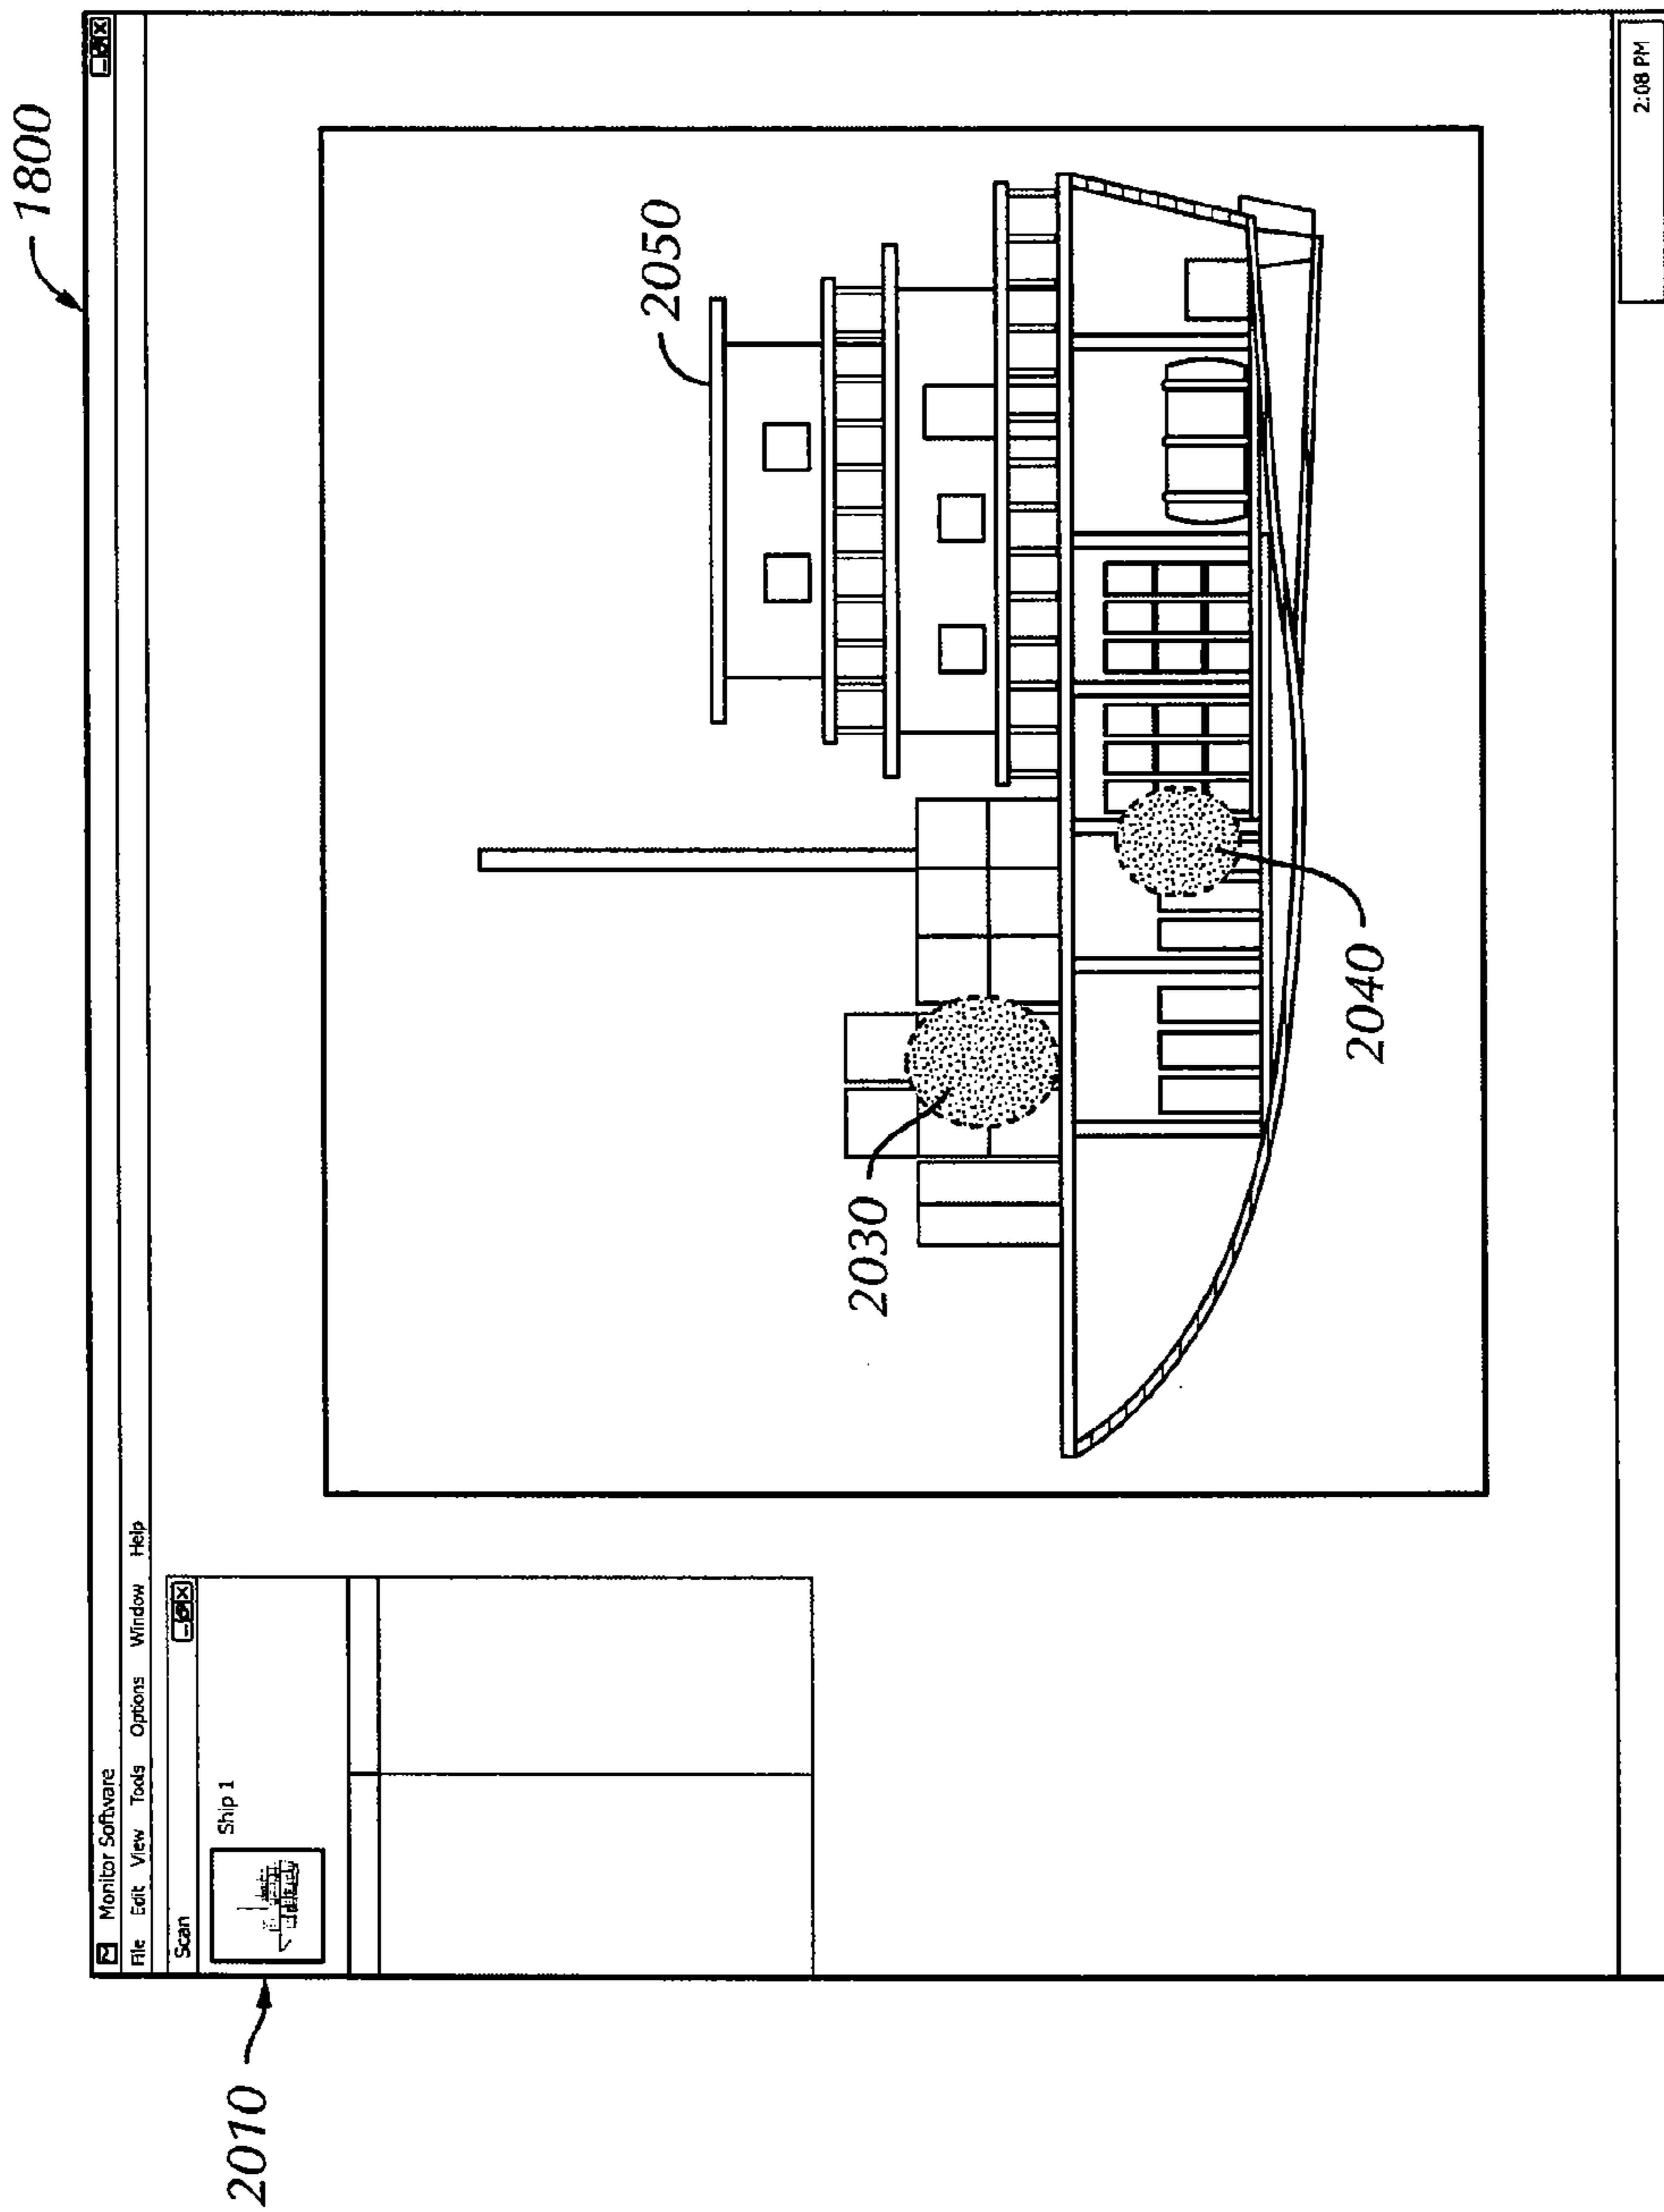 1800
Monitor Software
File Edit View Tools Options Window Help
Scan
2010
Ship 1
2050
2030
2040
2:08 PM